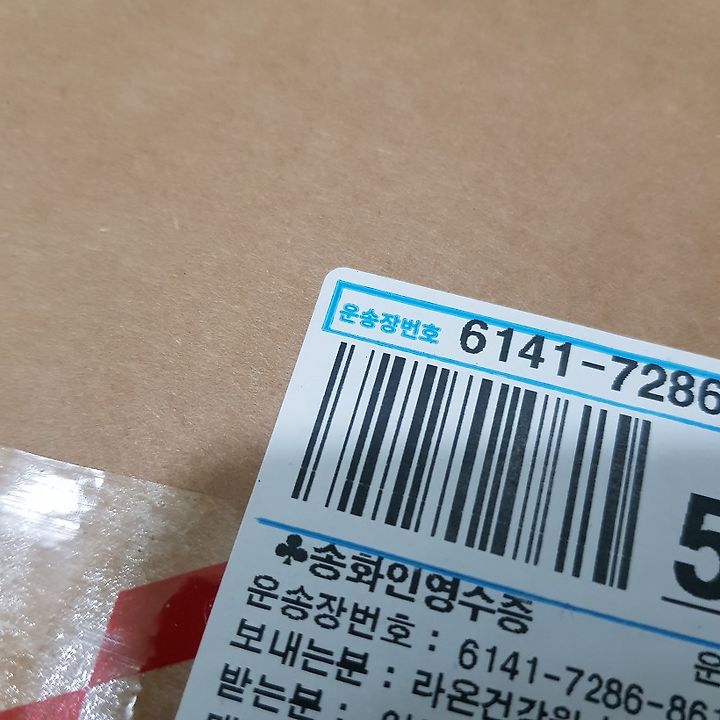 운송장번호 6141-7286
5
♣송화인영수증
운송장번호 : 6141-7286-86
보내는분 : 라온건강원
받는분 :